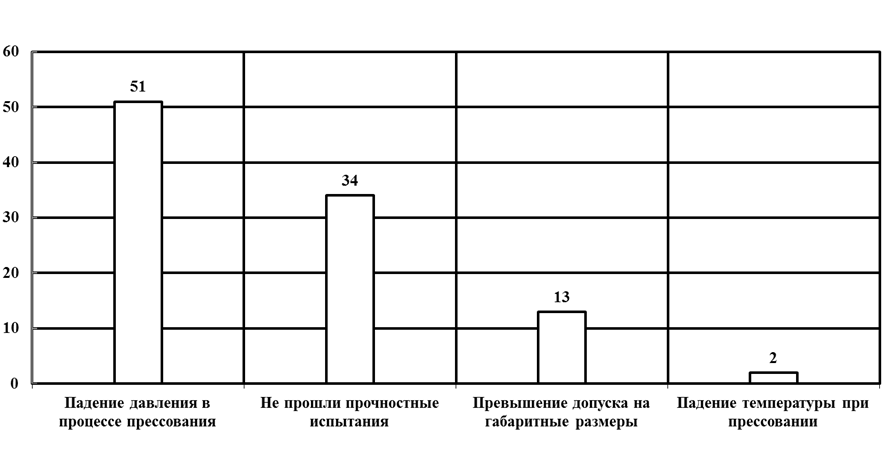 60
50
40
30
20
10
0
51
34
13
2
Падение давления в
процессе прессования
Не прошли прочностные
испытания
Превышение допуска на
габаритные размеры
Падение температуры при
прессовании